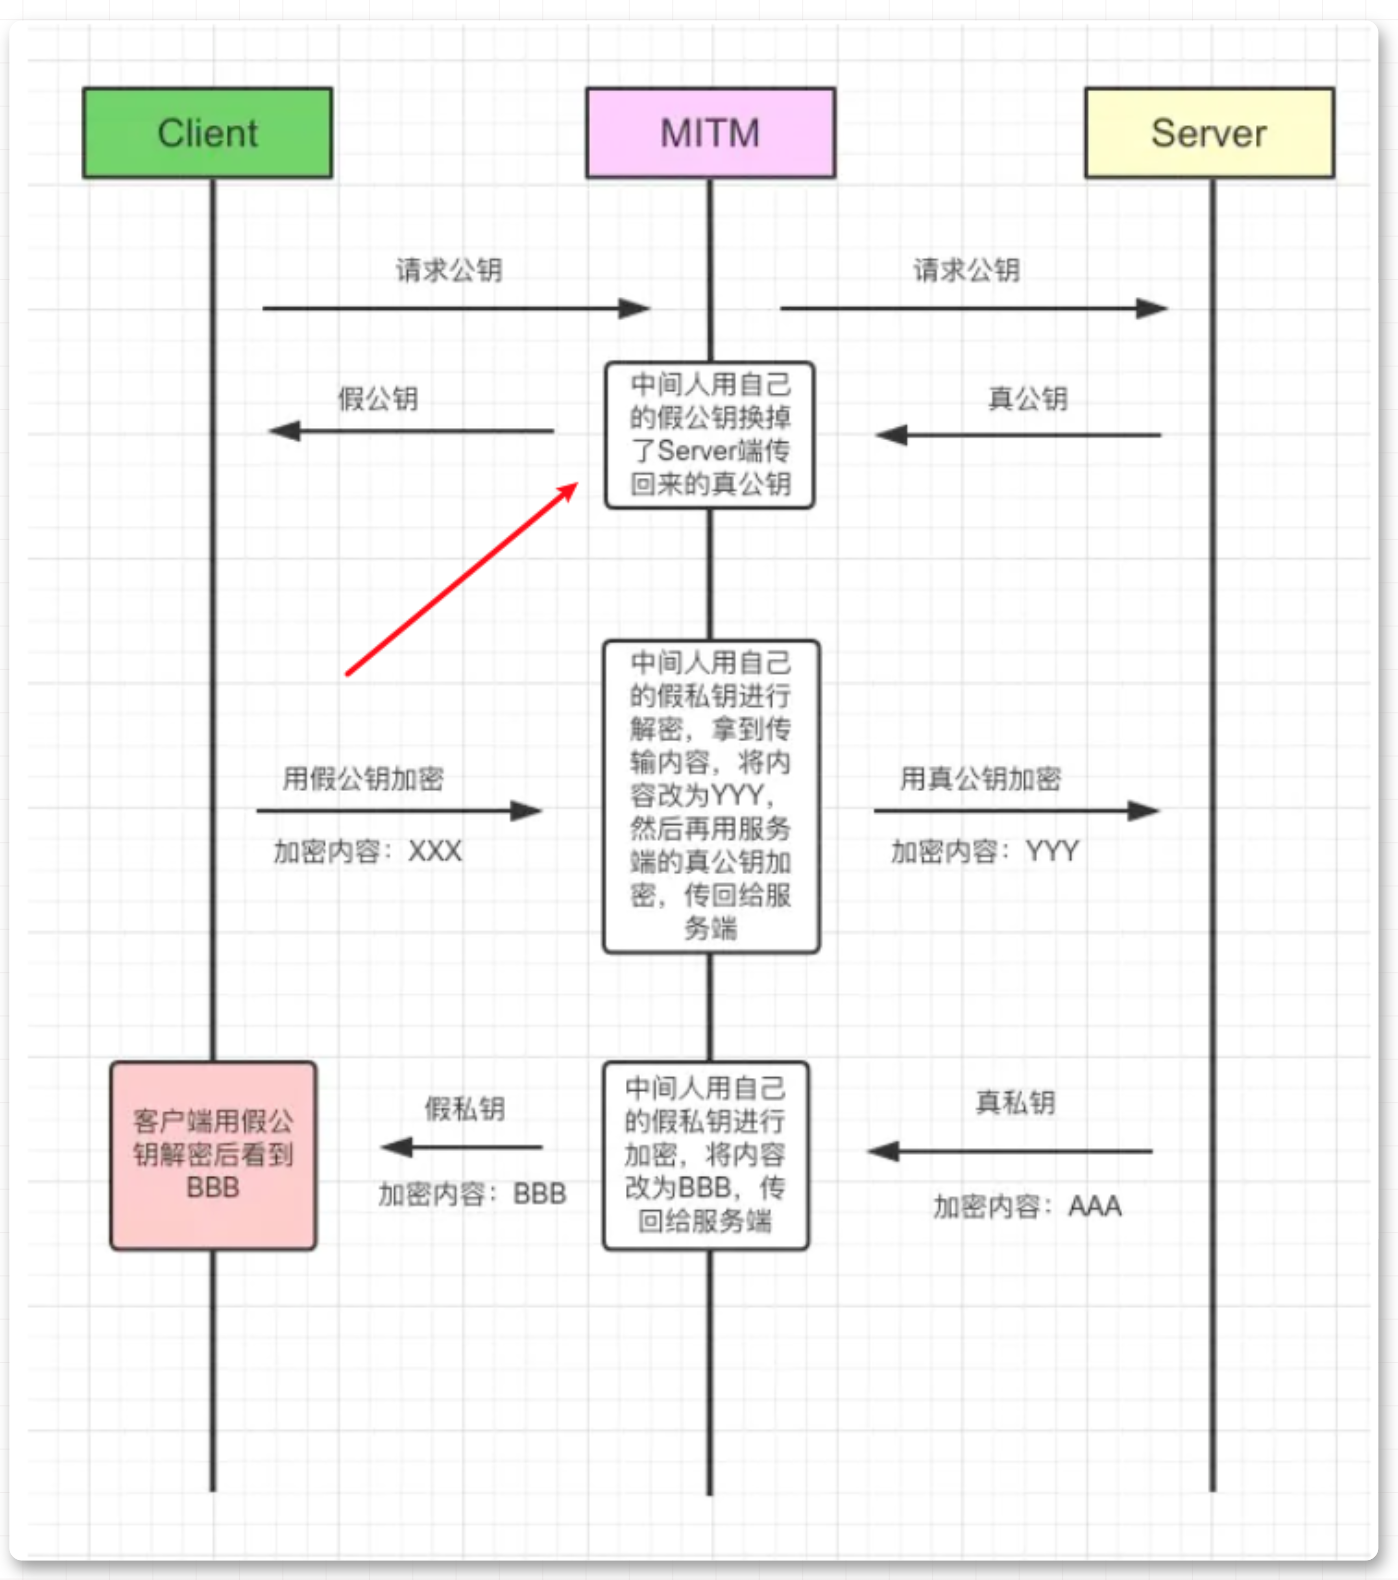 Client
MITM
Server
请求公钥
请求公钥
假公钥
中间人用自己
的假公钥换掉
了Server端传
回来的真公钥
真公钥
用假公钥加密
加密内容：XXX
中间人用自己
的假私钥进行
解密，拿到传
输内容，将内
容改为YYY，
然后再用服务
端的真公钥加
密，传回给服
务端
用真公钥加密
加密内容：YYY
客户端用假公
钥解密后看到
BBB
假私钥
加密内容：BBB
中间人用自己
的假私钥进行
加密，将内容
改为BBB，传
回给服务端
真私钥
加密内容：AAA